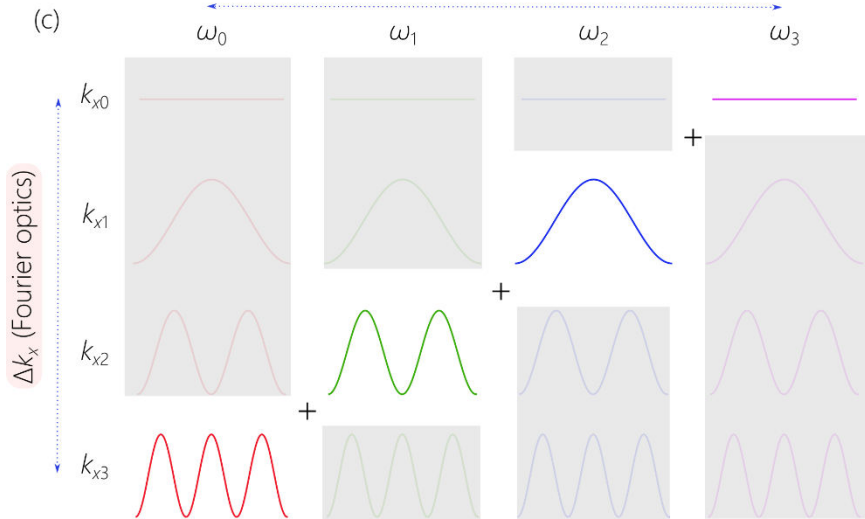 (c)
ω0 ω1 ω2 ω3
kx0
+
kx1
+
kx2
+
kx3
Δkx (Fourier optics)